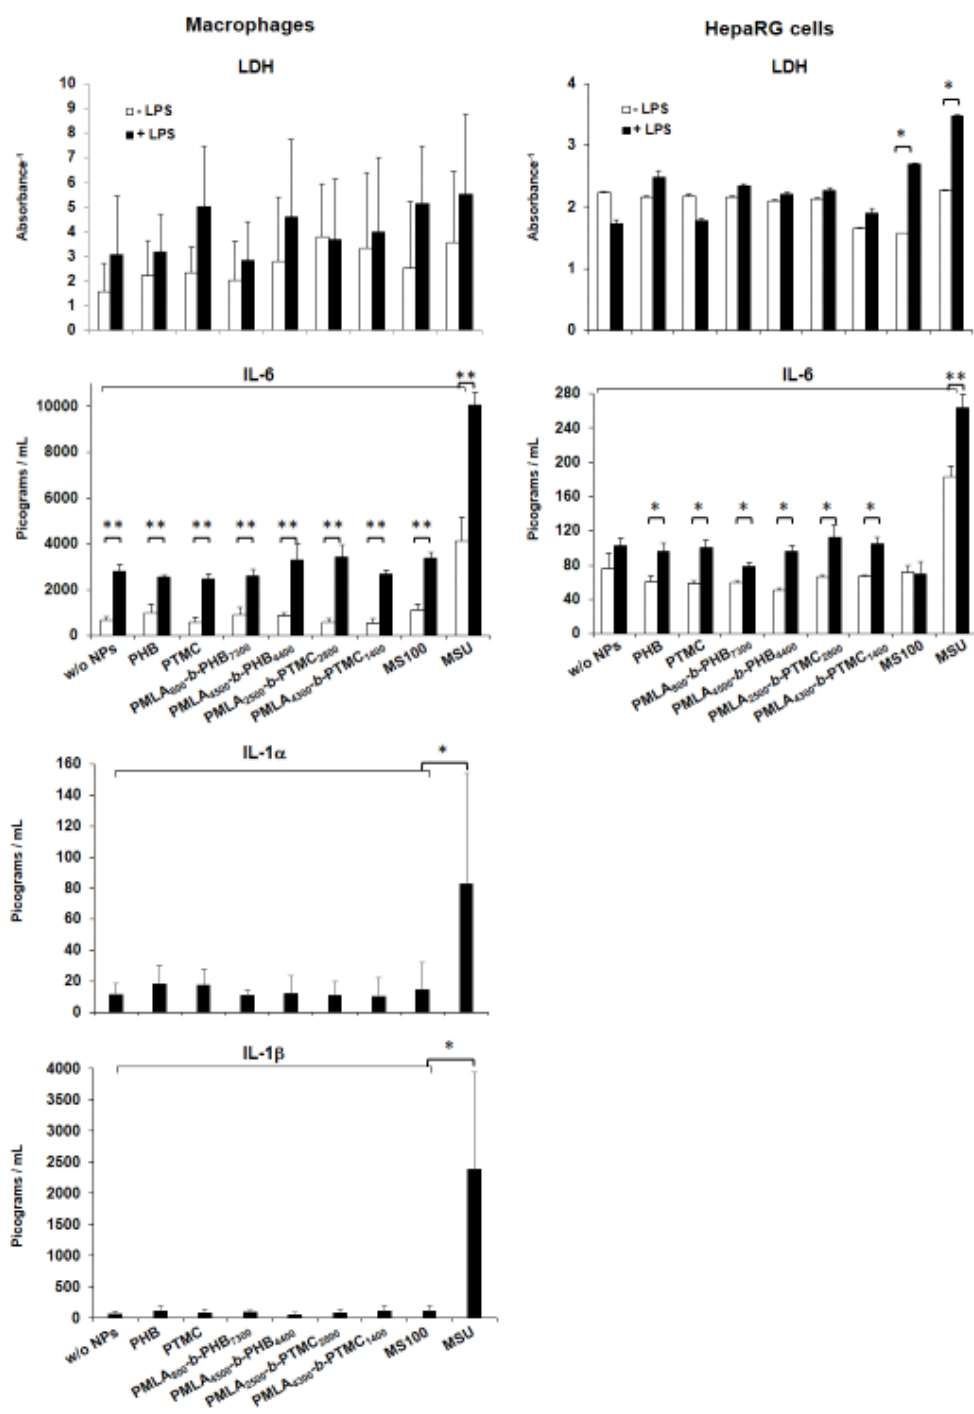 Macrophages
HepaRG cells
LDH
10
9
8
7
6
5
4
3
2
1
0
Absorbance⁻¹
- LPS
+ LPS
LDH
4
3
2
1
0
Absorbance⁻¹
- LPS
+ LPS
*
*
IL-6
10000
8000
6000
4000
2000
0
Picograms / mL
** ** ** ** ** ** ** ** **
w/o NPs
PHB
PTMC
PMLA₈₀₀-b-PHB₇₃₀₀
PMLA₄₅₀₀-b-PHB₄₄₀₀
PMLA₂₅₀₀-b-PTMC₂₈₀₀
PMLA₄₃₀₀-b-PTMC₁₄₀₀
MS100
MSU
IL-6
280
240
200
160
120
80
40
0
Picograms / mL
* * * * * * **
w/o NPs
PHB
PTMC
PMLA₈₀₀-b-PHB₇₃₀₀
PMLA₄₅₀₀-b-PHB₄₄₀₀
PMLA₂₅₀₀-b-PTMC₂₈₀₀
PMLA₄₃₀₀-b-PTMC₁₄₀₀
MS100
MSU
IL-1α
160
140
120
100
80
60
40
20
0
Picograms / mL
*
IL-1β
4000
3500
3000
2500
2000
1500
1000
500
0
Picograms / mL
*
w/o NPs
PHB
PTMC
PMLA₈₀₀-b-PHB₇₃₀₀
PMLA₄₅₀₀-b-PHB₄₄₀₀
PMLA₂₅₀₀-b-PTMC₂₈₀₀
PMLA₄₃₀₀-b-PTMC₁₄₀₀
MS100
MSU